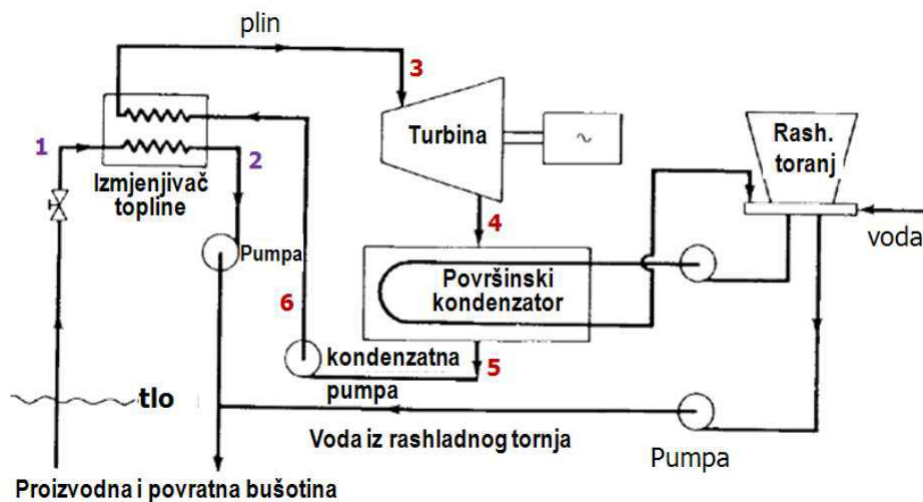 plin
3
Turbina
~
Rash.
toranj
1
2
Izmjenjivač
topline
4
voda
Pumpa
Površinski
kondenzator
6
5
kondenzatna
pumpa
tlo
Voda iz rashladnog tornja
Pumpa
Proizvodna i povratna bušotina